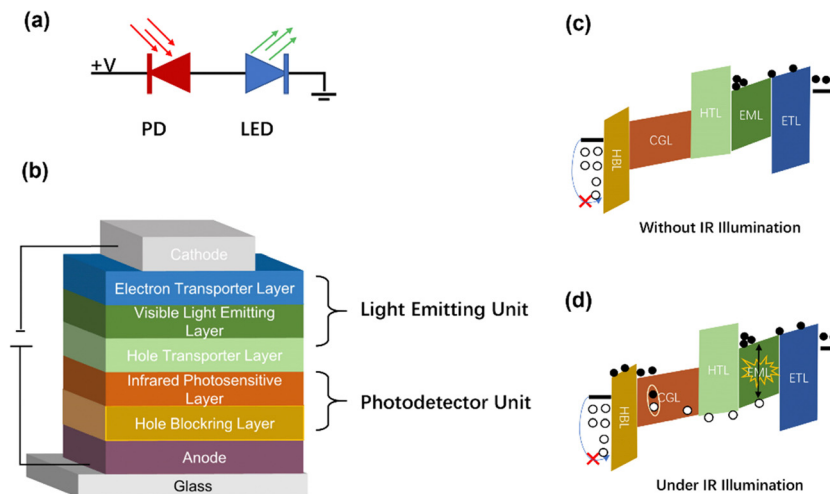 (a)
+V
PD
LED
(b)
Cathode
Electron Transporter Layer
Visible Light Emitting
Layer
Hole Transporter Layer
Infrared Photosensitive
Layer
Hole Blockring Layer
Anode
Glass
Light Emitting Unit
Photodetector Unit
(c)
HBL
CGL
HTL
EML
ETL
Without IR Illumination
(d)
HBL
CGL
HTL
EML
ETL
Under IR Illumination